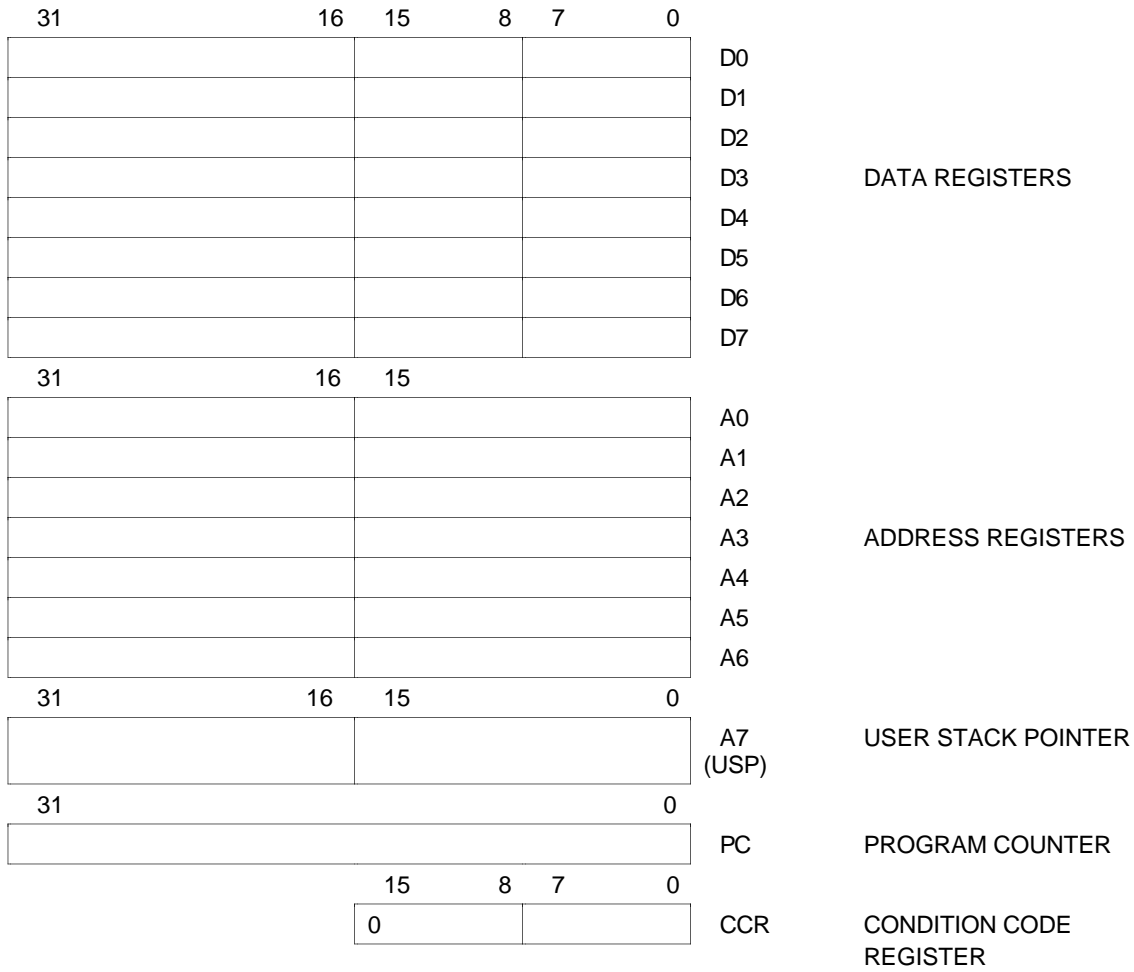 31 16 15 8 7 0
D0
D1
D2
D3 DATA REGISTERS
D4
D5
D6
D7
31 16 15
A0
A1
A2
A3 ADDRESS REGISTERS
A4
A5
A6
31 16 15 0
A7 USER STACK POINTER
(USP)
31 0
PC PROGRAM COUNTER
15 8 7 0
0 CCR CONDITION CODE
REGISTER